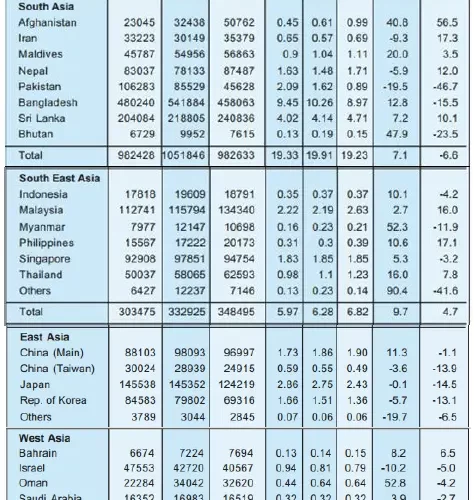 South Asia
Afghanistan 23045 32438 50762 0.45 0.61 0.99 40.8 56.5
Iran 33223 30149 35379 0.65 0.57 0.69 -9.3 17.3
Maldives 45787 54956 56863 0.9 1.04 1.11 20.0 3.5
Nepal 83037 78133 87487 1.63 1.48 1.71 -5.9 12.0
Pakistan 106283 85529 45628 2.09 1.62 0.89 -19.5 -46.7
Bangladesh 480240 541884 458063 9.45 10.26 8.97 12.8 -15.5
Sri Lanka 204084 218805 240836 4.02 4.14 4.71 7.2 10.1
Bhutan 6729 9952 7615 0.13 0.19 0.15 47.9 -23.5
Total 982428 1051846 982633 19.33 19.91 19.23 7.1 -6.6
South East Asia
Indonesia 17818 19609 18791 0.35 0.37 0.37 10.1 -4.2
Malaysia 112741 115794 134340 2.22 2.19 2.63 2.7 16.0
Myanmar 7977 12147 10698 0.16 0.23 0.21 52.3 -11.9
Philippines 15567 17222 20173 0.31 0.3 0.39 10.6 17.1
Singapore 92908 97851 94754 1.83 1.85 1.85 5.3 -3.2
Thailand 50037 58065 62593 0.98 1.1 1.23 16.0 7.8
Others 6427 12237 7146 0.13 0.23 0.14 90.4 -41.6
Total 303475 332925 348495 5.97 6.28 6.82 9.7 4.7
East Asia
China (Main) 88103 98093 96997 1.73 1.86 1.90 11.3 -1.1
China (Taiwan) 30024 28939 24915 0.59 0.55 0.49 -3.6 -13.9
Japan 145538 145352 124219 2.86 2.75 2.43 -0.1 -14.5
Rep. of Korea 84583 79802 69316 1.66 1.51 1.36 -5.7 -13.1
Others 3789 3044 2845 0.07 0.06 0.06 -19.7 -6.5
West Asia
Bahrain 6674 7224 7694 0.13 0.14 0.15 8.2 6.5
Israel 47553 42720 40567 0.94 0.81 0.79 -10.2 -5.0
Oman 22284 34042 32620 0.44 0.64 0.64 52.8 -4.2
Saudi Arabia 16352 16983 16519 0.32 0.32 0.32 -2.7